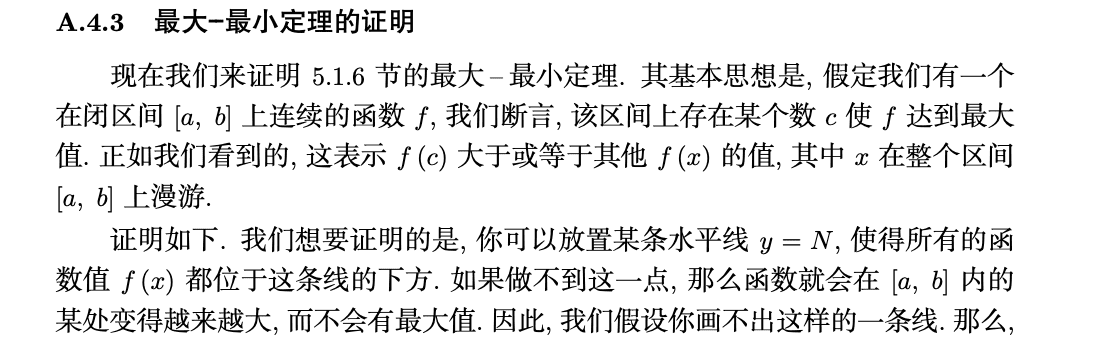 A.4.3 最大-最小定理的证明
现在我们来证明 5.1.6 节的最大 – 最小定理. 其基本思想是, 假定我们有一个
在闭区间 [a, b] 上连续的函数 f, 我们断言, 该区间上存在某个数 c 使 f 达到最大
值. 正如我们看到的, 这表示 f (c) 大于或等于其他 f (x) 的值, 其中 x 在整个区间
[a, b] 上漫游.
证明如下. 我们想要证明的是, 你可以放置某条水平线 y = N, 使得所有的函
数值 f (x) 都位于这条线的下方. 如果做不到这一点, 那么函数就会在 [a, b] 内的
某处变得越来越大, 而不会有最大值. 因此, 我们假设你画不出这样的一条线. 那么,